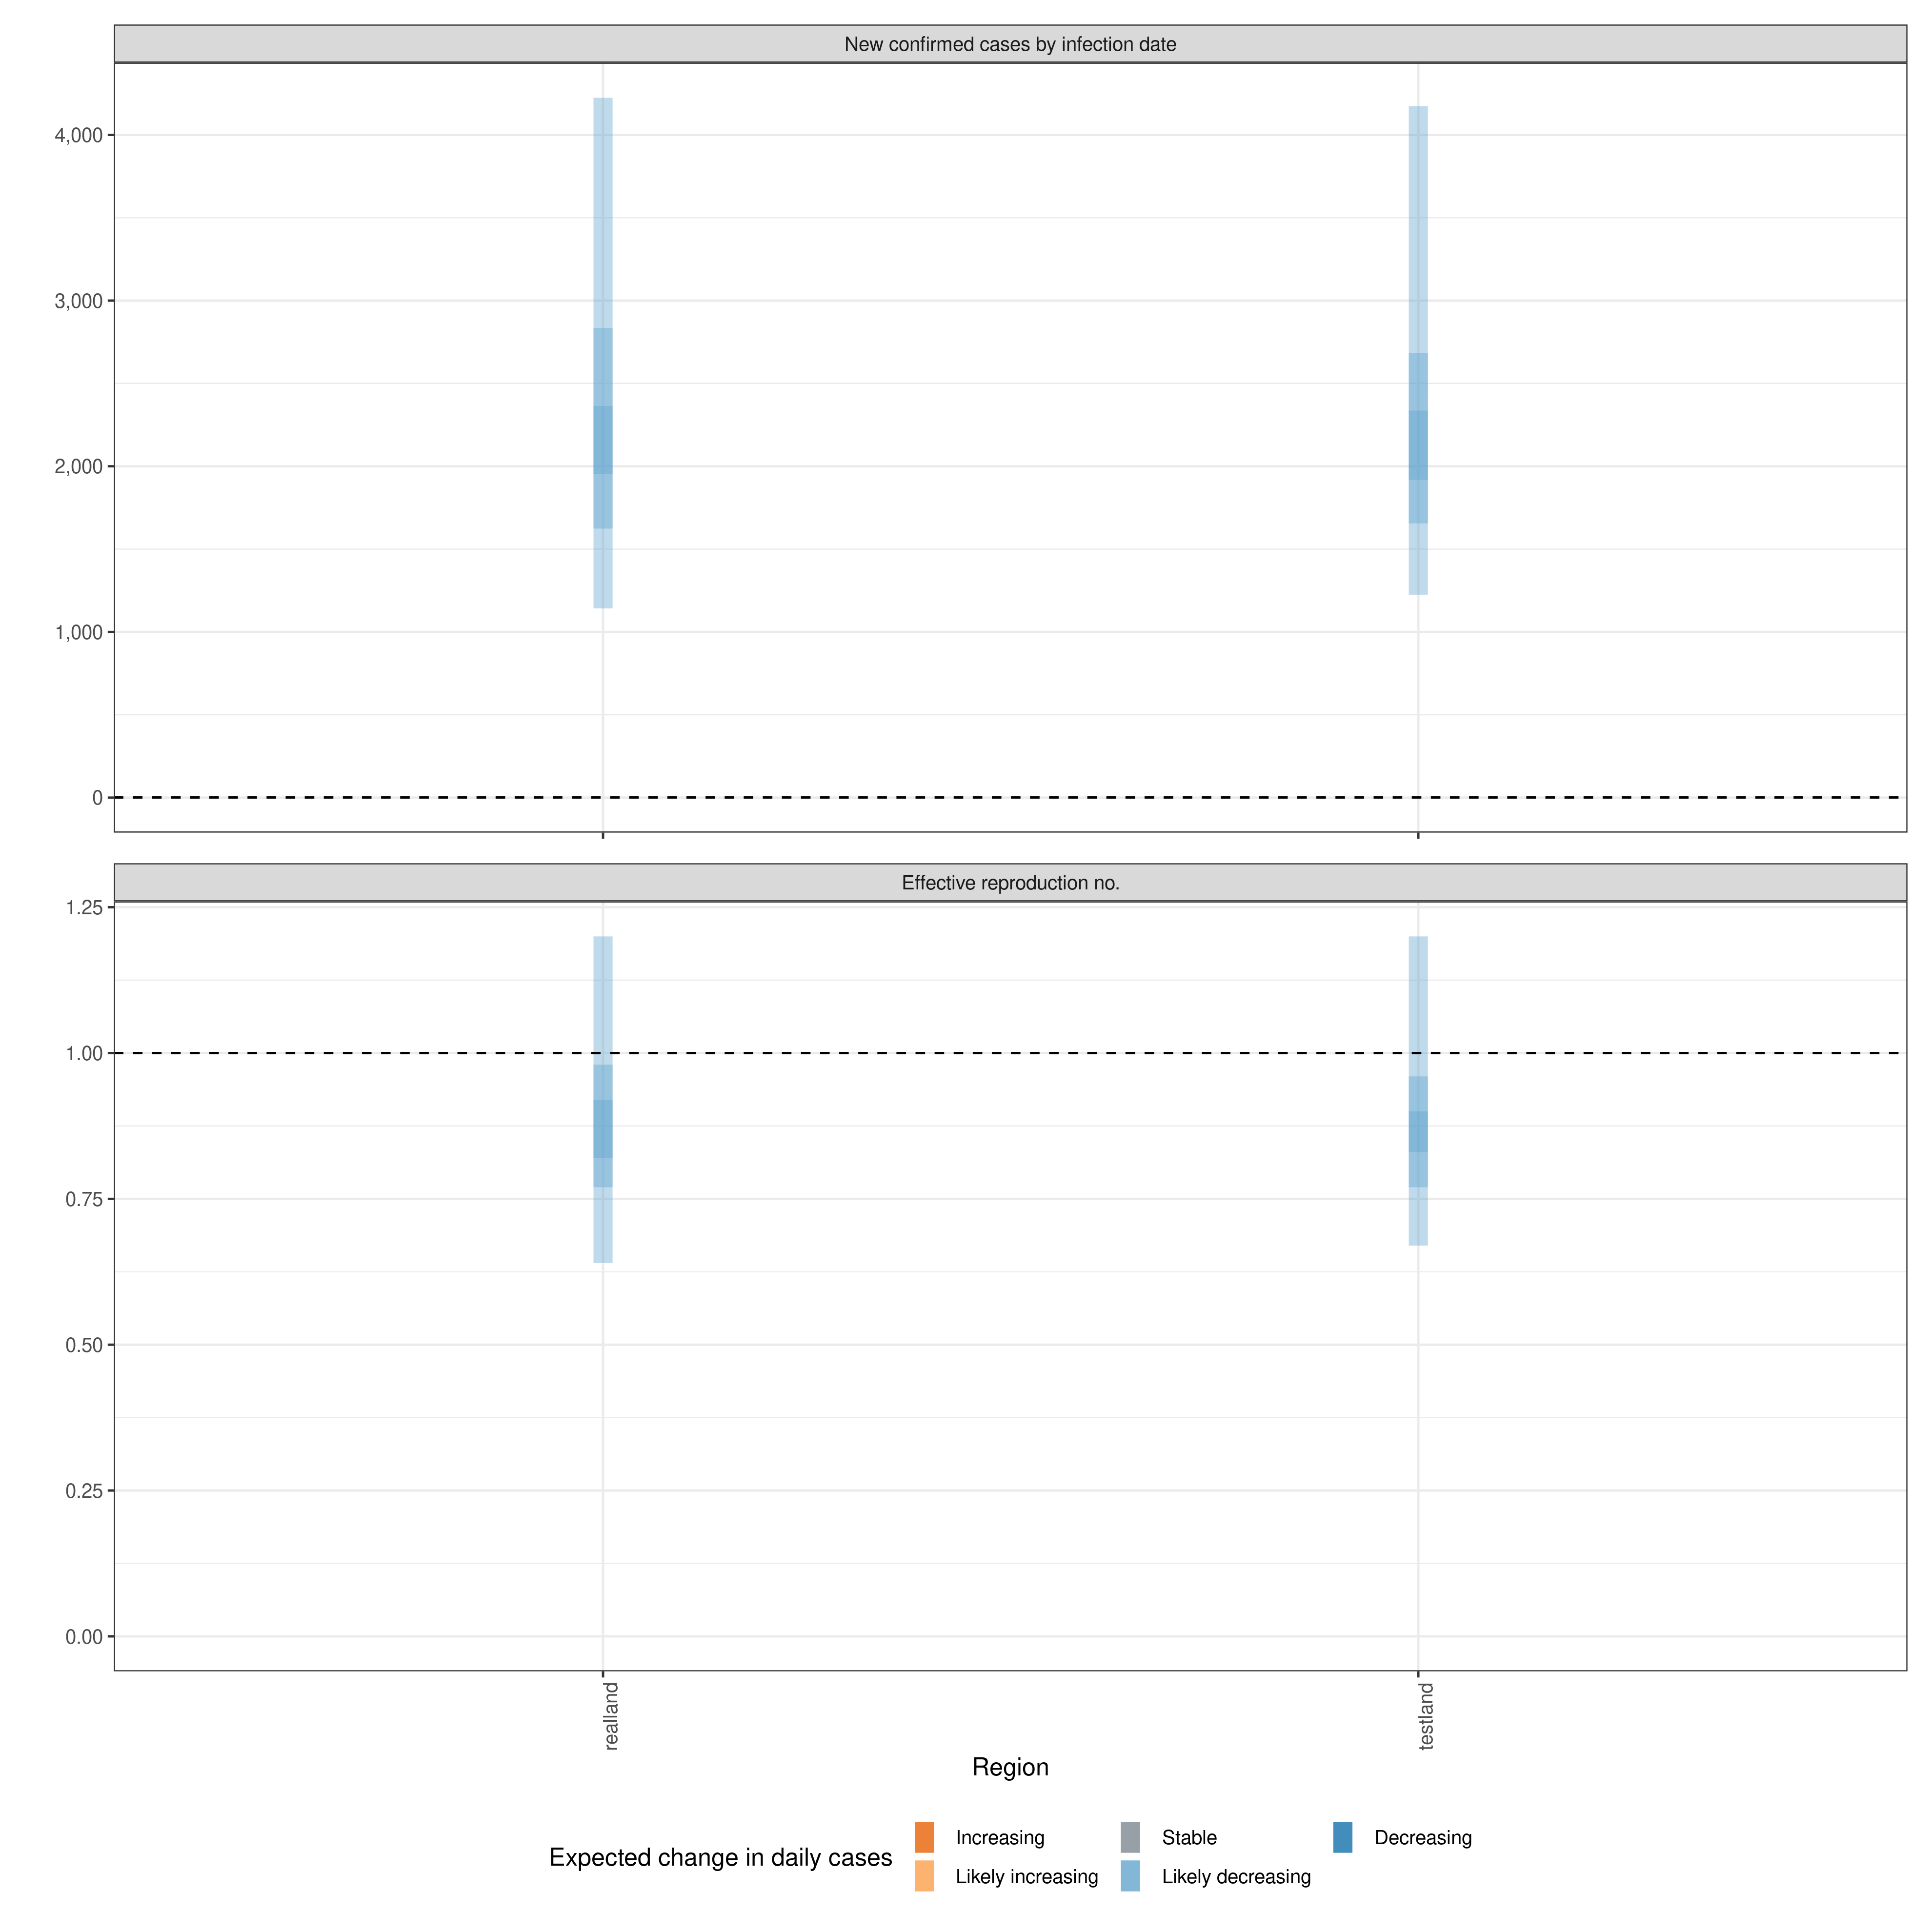 New confirmed cases by infection date
4,000
3,000
2,000
1,000
0
Effective reproduction no.
1.25
1.00
0.75
0.50
0.25
0.00
realland
testland
Region
Expected change in daily cases
Increasing
Likely increasing
Stable
Likely decreasing
Decreasing